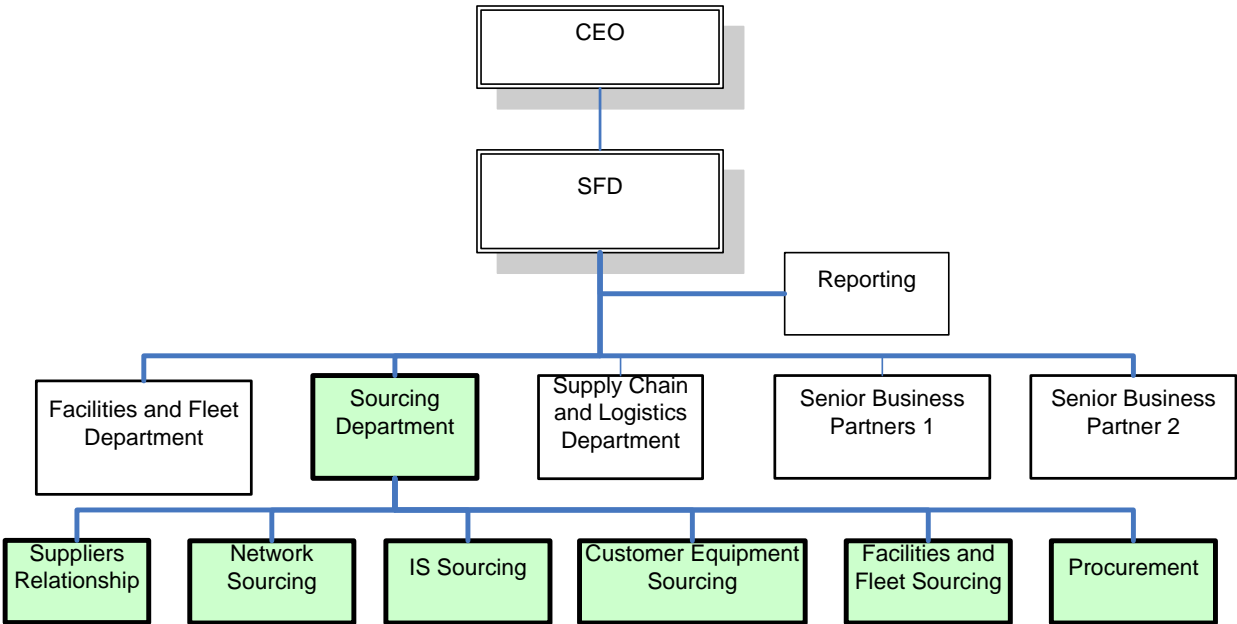 CEO
SFD
Reporting
Facilities and Fleet
Department
Sourcing
Department
Supply Chain
and Logistics
Department
Senior Business
Partners 1
Senior Business
Partner 2
Suppliers
Relationship
Network
Sourcing
IS Sourcing
Customer Equipment
Sourcing
Facilities and
Fleet Sourcing
Procurement